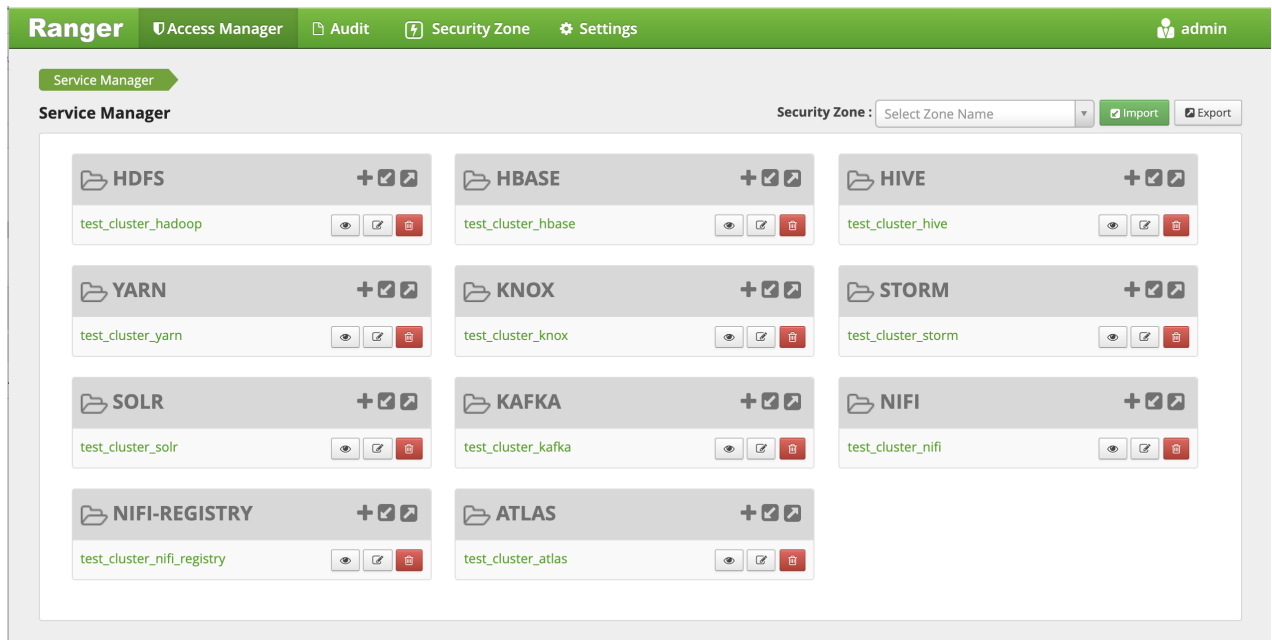 Ranger Access Manager Audit Security Zone Settings admin
Service Manager
Service Manager Security Zone : Select Zone Name Import Export
HDFS HBASE HIVE
test_cluster_hadoop test_cluster_hbase test_cluster_hive
YARN KNOX STORM
test_cluster_yarn test_cluster_knox test_cluster_storm
SOLR KAFKA NIFI
test_cluster_solr test_cluster_kafka test_cluster_nifi
NIFI-REGISTRY ATLAS
test_cluster_nifi_registry test_cluster_atlas